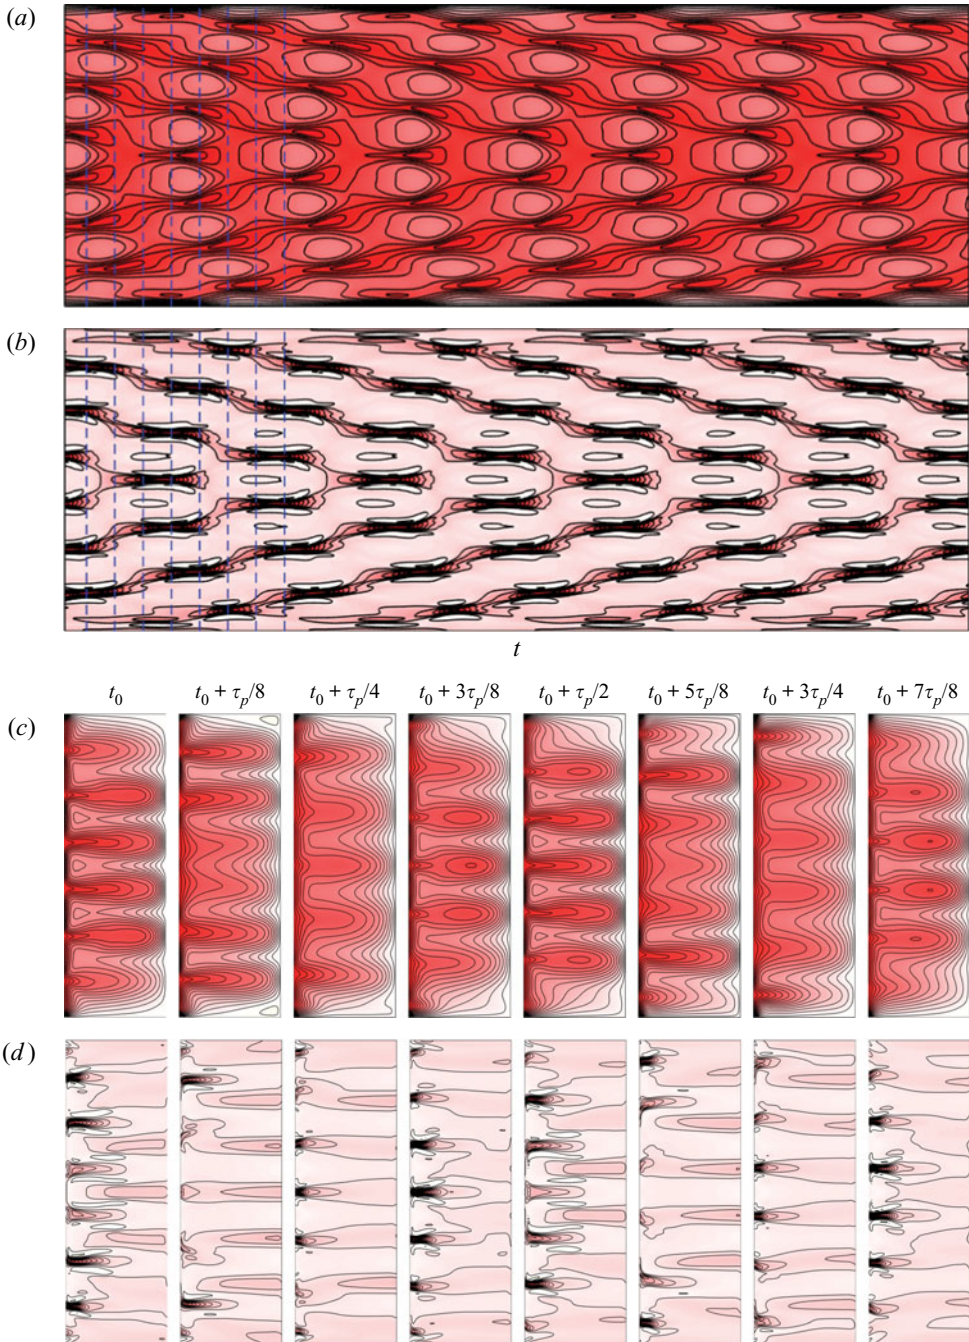 (a)
(b)
t
t₀ t₀ + τₚ/8 t₀ + τₚ/4 t₀ + 3τₚ/8 t₀ + τₚ/2 t₀ + 5τₚ/8 t₀ + 3τₚ/4 t₀ + 7τₚ/8
(c)
(d)